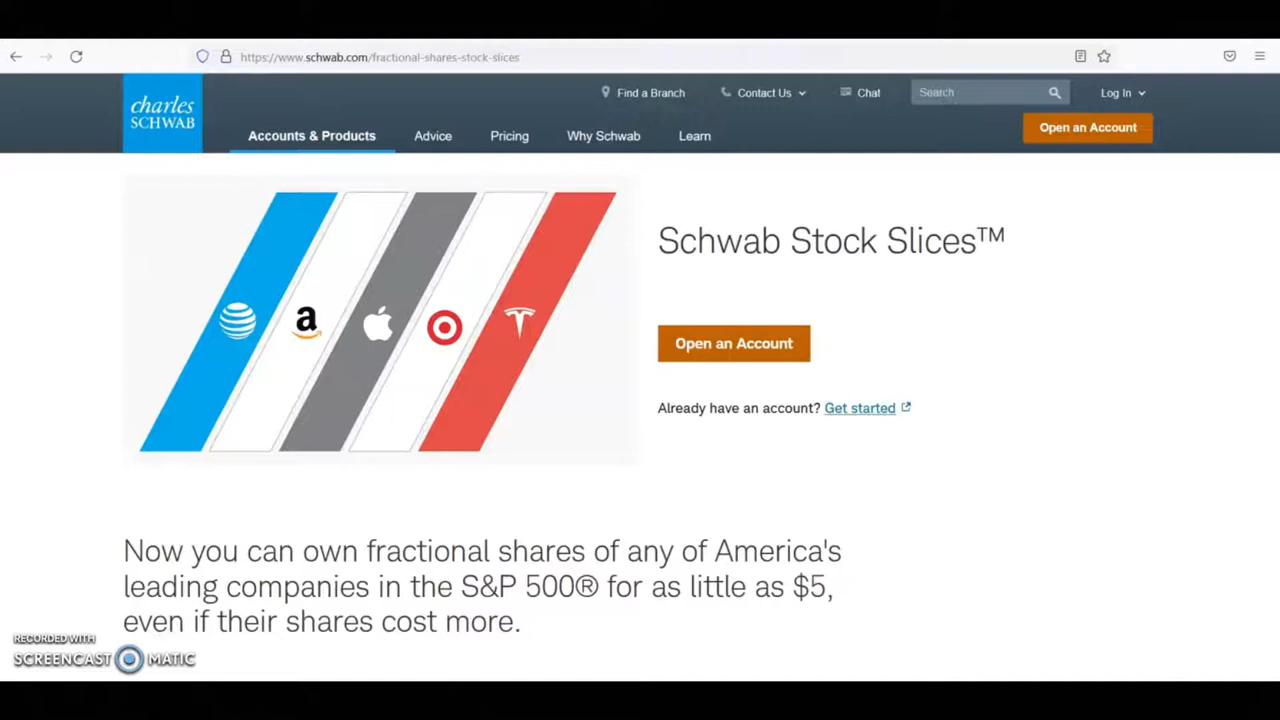 https://www.schwab.com/fractional-shares-stock-slices
charles
SCHWAB
Find a Branch
Contact Us
Chat
Search
Log In
Accounts & Products
Advice
Pricing
Why Schwab
Learn
Open an Account
a
Schwab Stock Slices™
Open an Account
Already have an account? Get started
Now you can own fractional shares of any of America's
leading companies in the S&P 500® for as little as $5,
even if their shares cost more.
RECORDED WITH
SCREENCAST MATIC